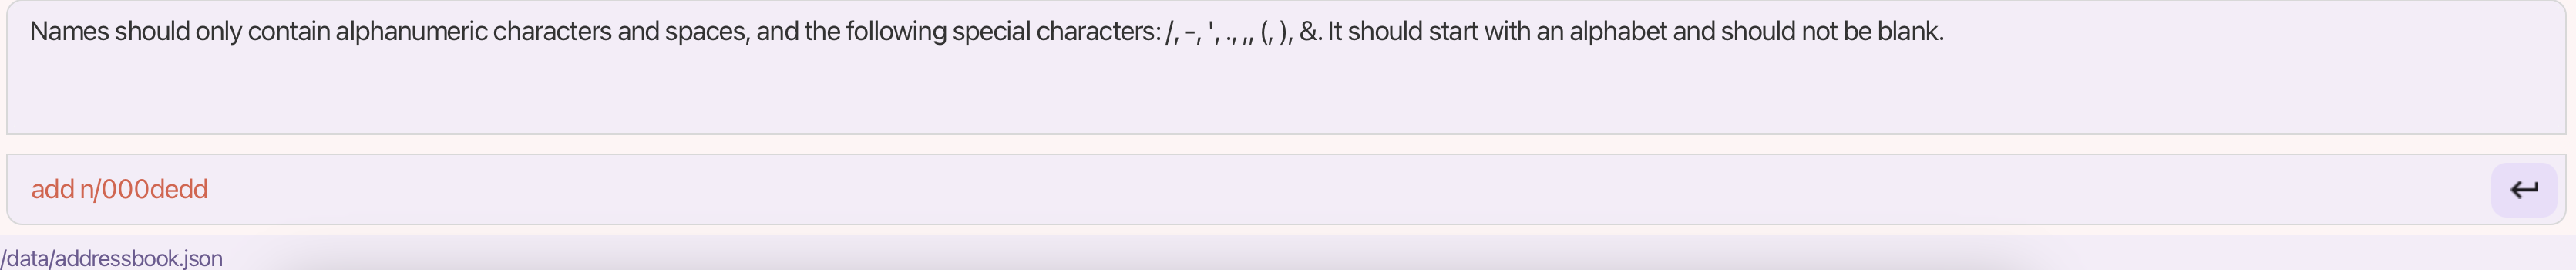 Names should only contain alphanumeric characters and spaces, and the following special characters: /, -, ', ., ,, (, ), &. It should start with an alphabet and should not be blank.
add n/000dedd
/data/addressbook.json